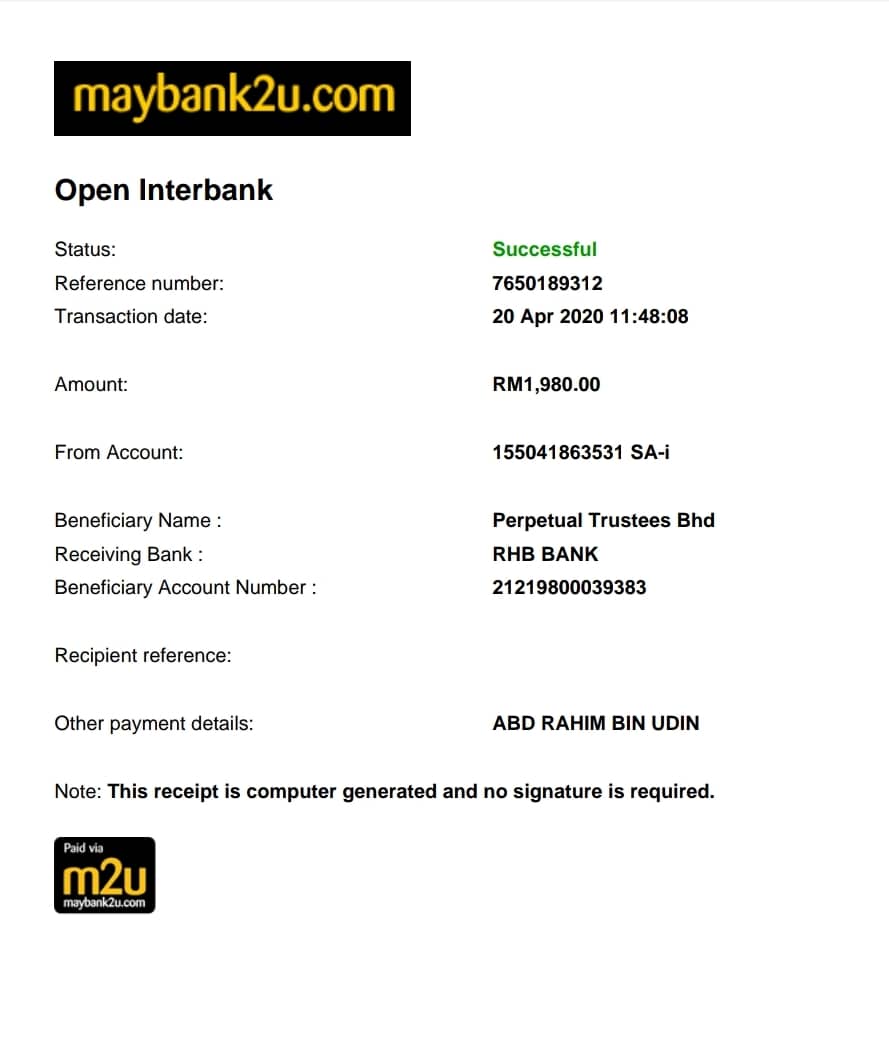 maybank2u.com
Open Interbank
Status: Successful
Reference number: 7650189312
Transaction date: 20 Apr 2020 11:48:08
Amount: RM1,980.00
From Account: 155041863531 SA-i
Beneficiary Name : Perpetual Trustees Bhd
Receiving Bank : RHB BANK
Beneficiary Account Number : 21219800039383
Recipient reference:
Other payment details: ABD RAHIM BIN UDIN
Note: This receipt is computer generated and no signature is required.
Paid via
m2u
maybank2u.com